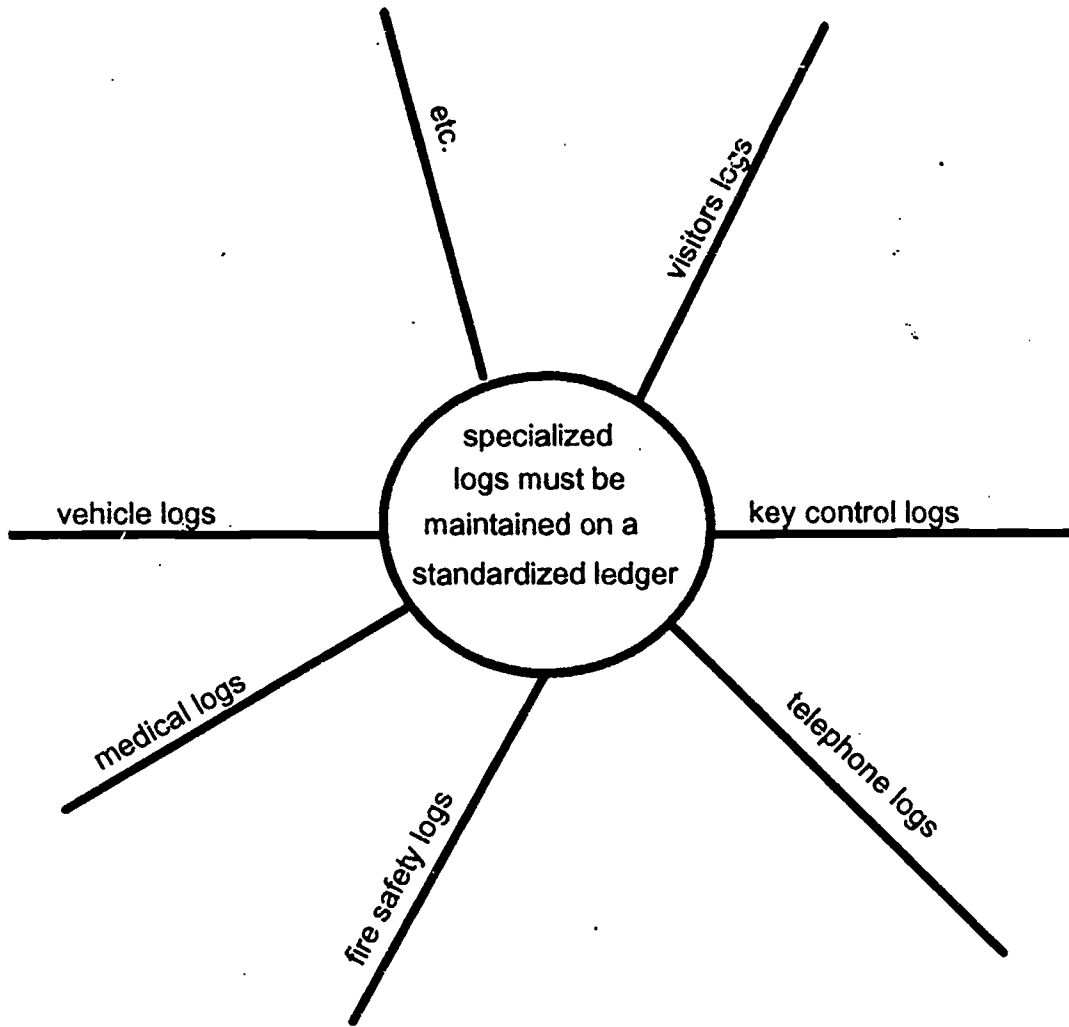 etc.
visitors logs
specialized
logs must be
maintained on a
standardized ledger
vehicle logs
key control logs
medical logs
telephone logs
fire safety logs